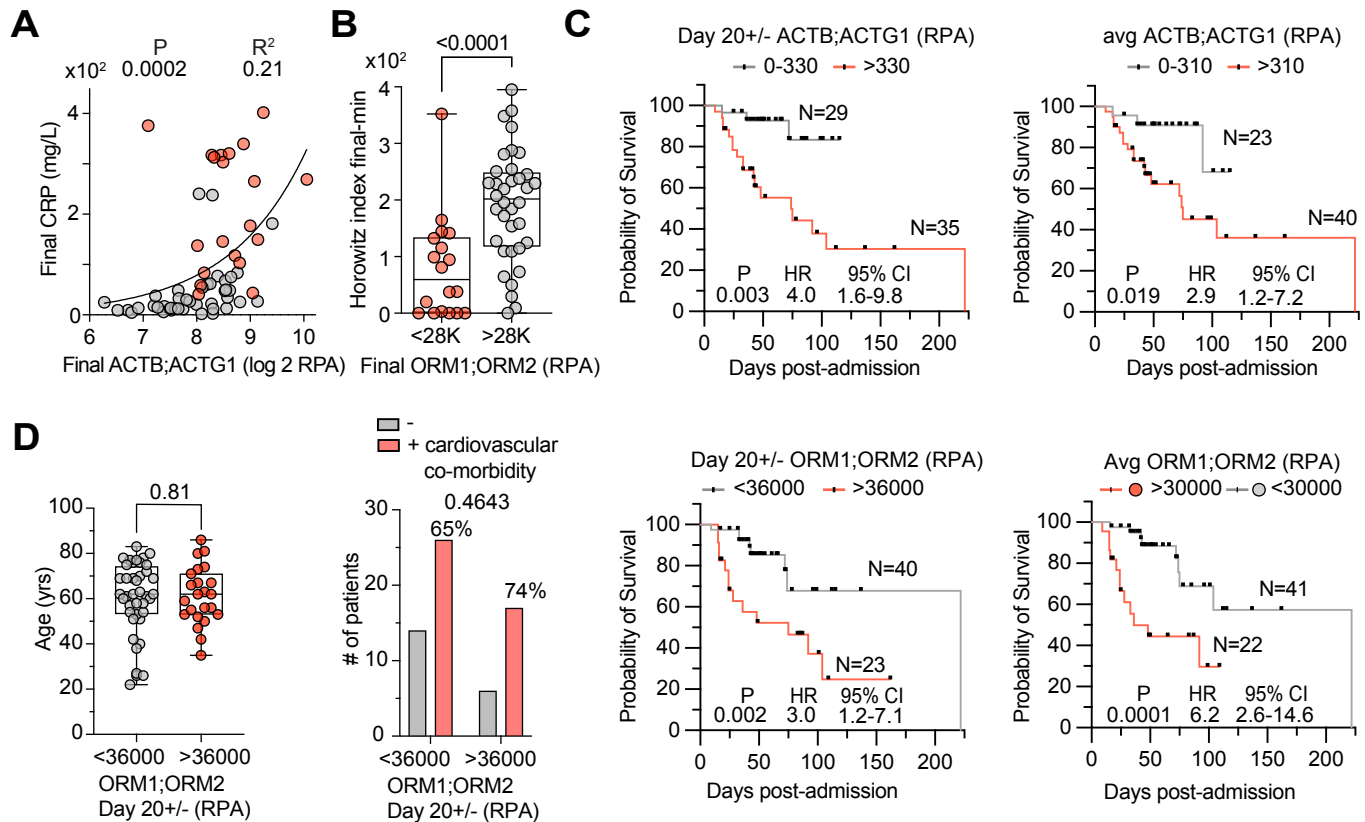 A
P
R²
0.0002
0.21
x10²
Final CRP (mg/L)
4
2
0
6
7
8
9
10
Final ACTB;ACTG1 (log 2 RPA)
B
<0.0001
x10²
Horowitz index final-min
4
2
0
<28K
>28K
Final ORM1;ORM2 (RPA)
C
Day 20+/- ACTB;ACTG1 (RPA)
0-330
>330
Probability of Survival
100
80
60
40
20
0
N=29
N=35
P
HR
95% CI
0.003
4.0
1.6-9.8
0
50
100
150
200
Days post-admission
avg ACTB;ACTG1 (RPA)
0-310
>310
Probability of Survival
100
80
60
40
20
0
N=23
N=40
P
HR
95% CI
0.019
2.9
1.2-7.2
0
50
100
150
200
Days post-admission
D
0.81
Age (yrs)
100
80
60
40
20
0
<36000
>36000
ORM1;ORM2
Day 20+/- (RPA)
-
+ cardiovascular
co-morbidity
0.4643
# of patients
30
20
10
0
65%
74%
<36000
>36000
ORM1;ORM2
Day 20+/- (RPA)
Day 20+/- ORM1;ORM2 (RPA)
<36000
>36000
Probability of Survival
100
80
60
40
20
0
N=40
N=23
P
HR
95% CI
0.002
3.0
1.2-7.1
0
50
100
150
200
Days post-admission
Avg ORM1;ORM2 (RPA)
>30000
<30000
Probability of Survival
100
80
60
40
20
0
N=41
N=22
P
HR
95% CI
0.0001
6.2
2.6-14.6
0
50
100
150
200
Days post-admission